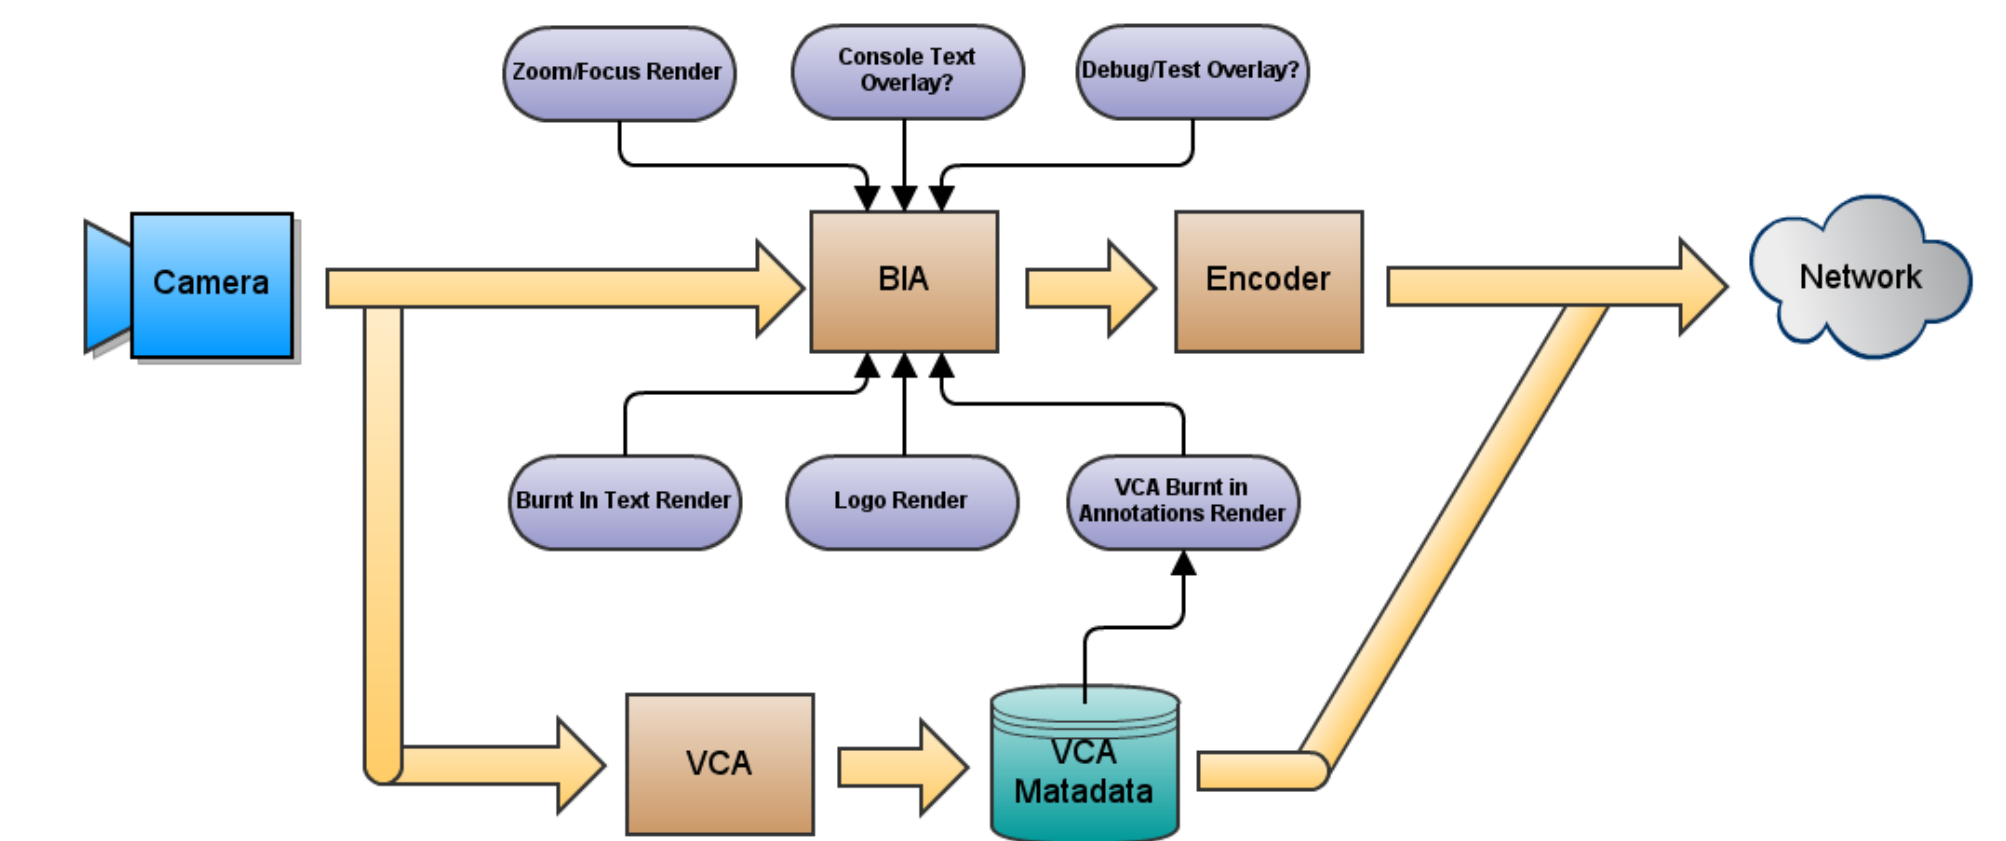 Zoom/Focus Render
Console Text
Overlay?
Debug/Test Overlay?
Camera
BIA
Encoder
Network
Burnt In Text Render
Logo Render
VCA Burnt in
Annotations Render
VCA
VCA
Matadata